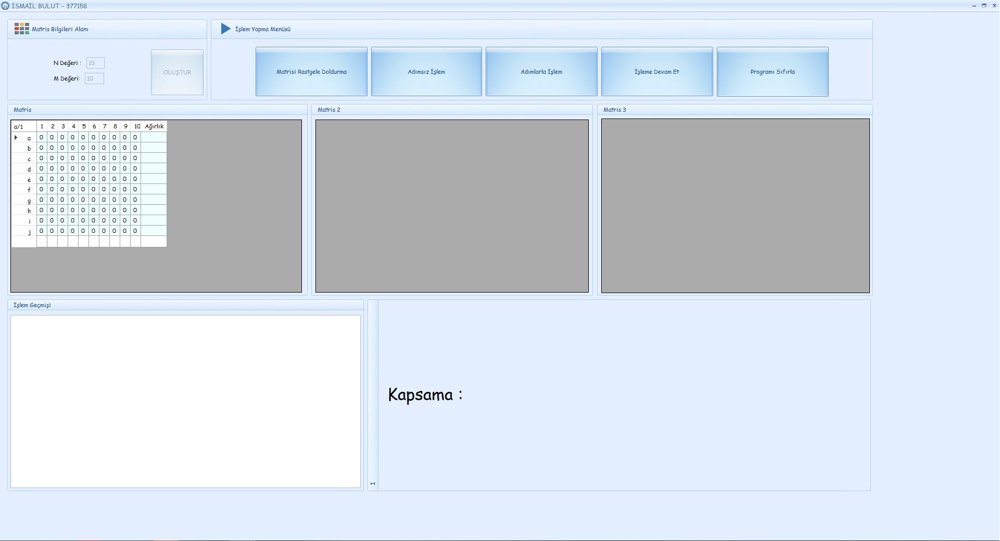 İSMAİL BULUT - 377158
Matris Bilgileri Alanı
İşlem Yapma Menüsü
N Değeri : 10
M Değeri: 10
OLUŞTUR
Matrisi Rastgele Doldurma
Adımsız İşlem
Adımlarla İşlem
İşleme Devam Et
Programı Sıfırla
Matris
Matris 2
Matris 3
a/1 1 2 3 4 5 6 7 8 9 10 Ağırlık
a 0 0 0 0 0 0 0 0 0 0
b 0 0 0 0 0 0 0 0 0 0
c 0 0 0 0 0 0 0 0 0 0
d 0 0 0 0 0 0 0 0 0 0
e 0 0 0 0 0 0 0 0 0 0
f 0 0 0 0 0 0 0 0 0 0
g 0 0 0 0 0 0 0 0 0 0
h 0 0 0 0 0 0 0 0 0 0
i 0 0 0 0 0 0 0 0 0 0
j 0 0 0 0 0 0 0 0 0 0
İşlem Geçmişi
Kapsama :